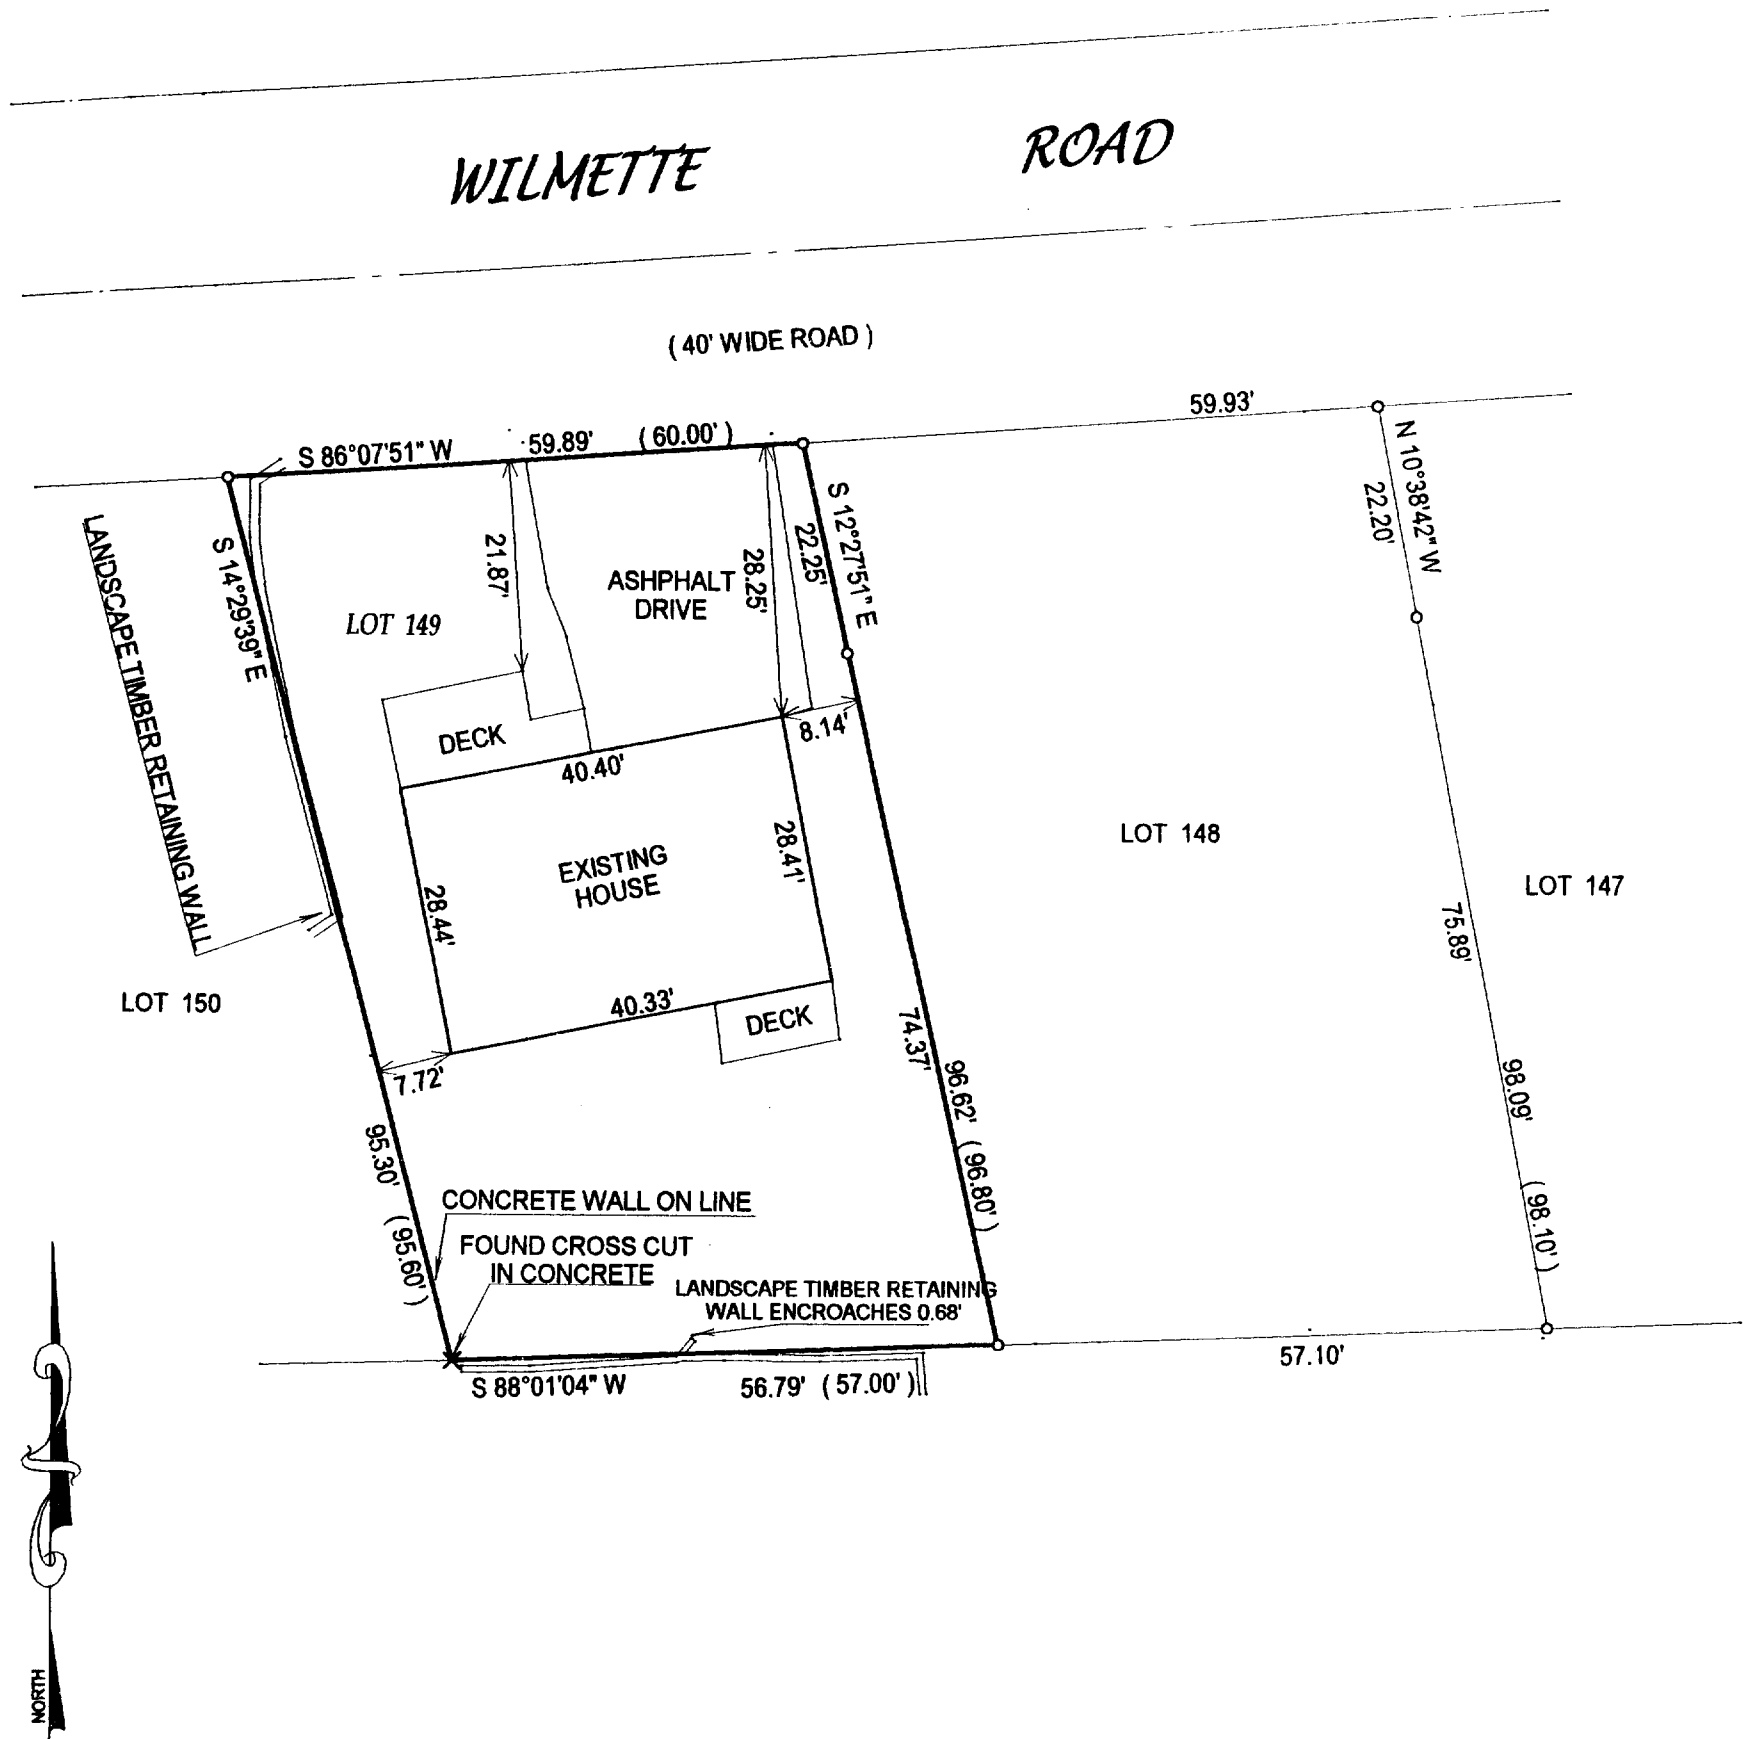 WILMETTE ROAD
( 40' WIDE ROAD )
59.93'
S 86°07'51" W 59.89' ( 60.00' )
N 10°38'42" W
22.20'
S 12°27'51" E
22.25'
28.25'
21.87'
ASHPHALT
DRIVE
LOT 149
S 14°29'39" E
LANDSCAPE TIMBER RETAINING WALL
DECK
8.14'
40.40'
28.41'
EXISTING
HOUSE
28.44'
LOT 148
LOT 147
75.89'
LOT 150
40.33'
DECK
74.37'
7.72'
96.62' ( 96.80' )
98.09' ( 98.10' )
95.30' ( 95.60' )
CONCRETE WALL ON LINE
FOUND CROSS CUT
IN CONCRETE
LANDSCAPE TIMBER RETAINING
WALL ENCROACHES 0.68'
57.10'
S 88°01'04" W 56.79' ( 57.00' )
NORTH